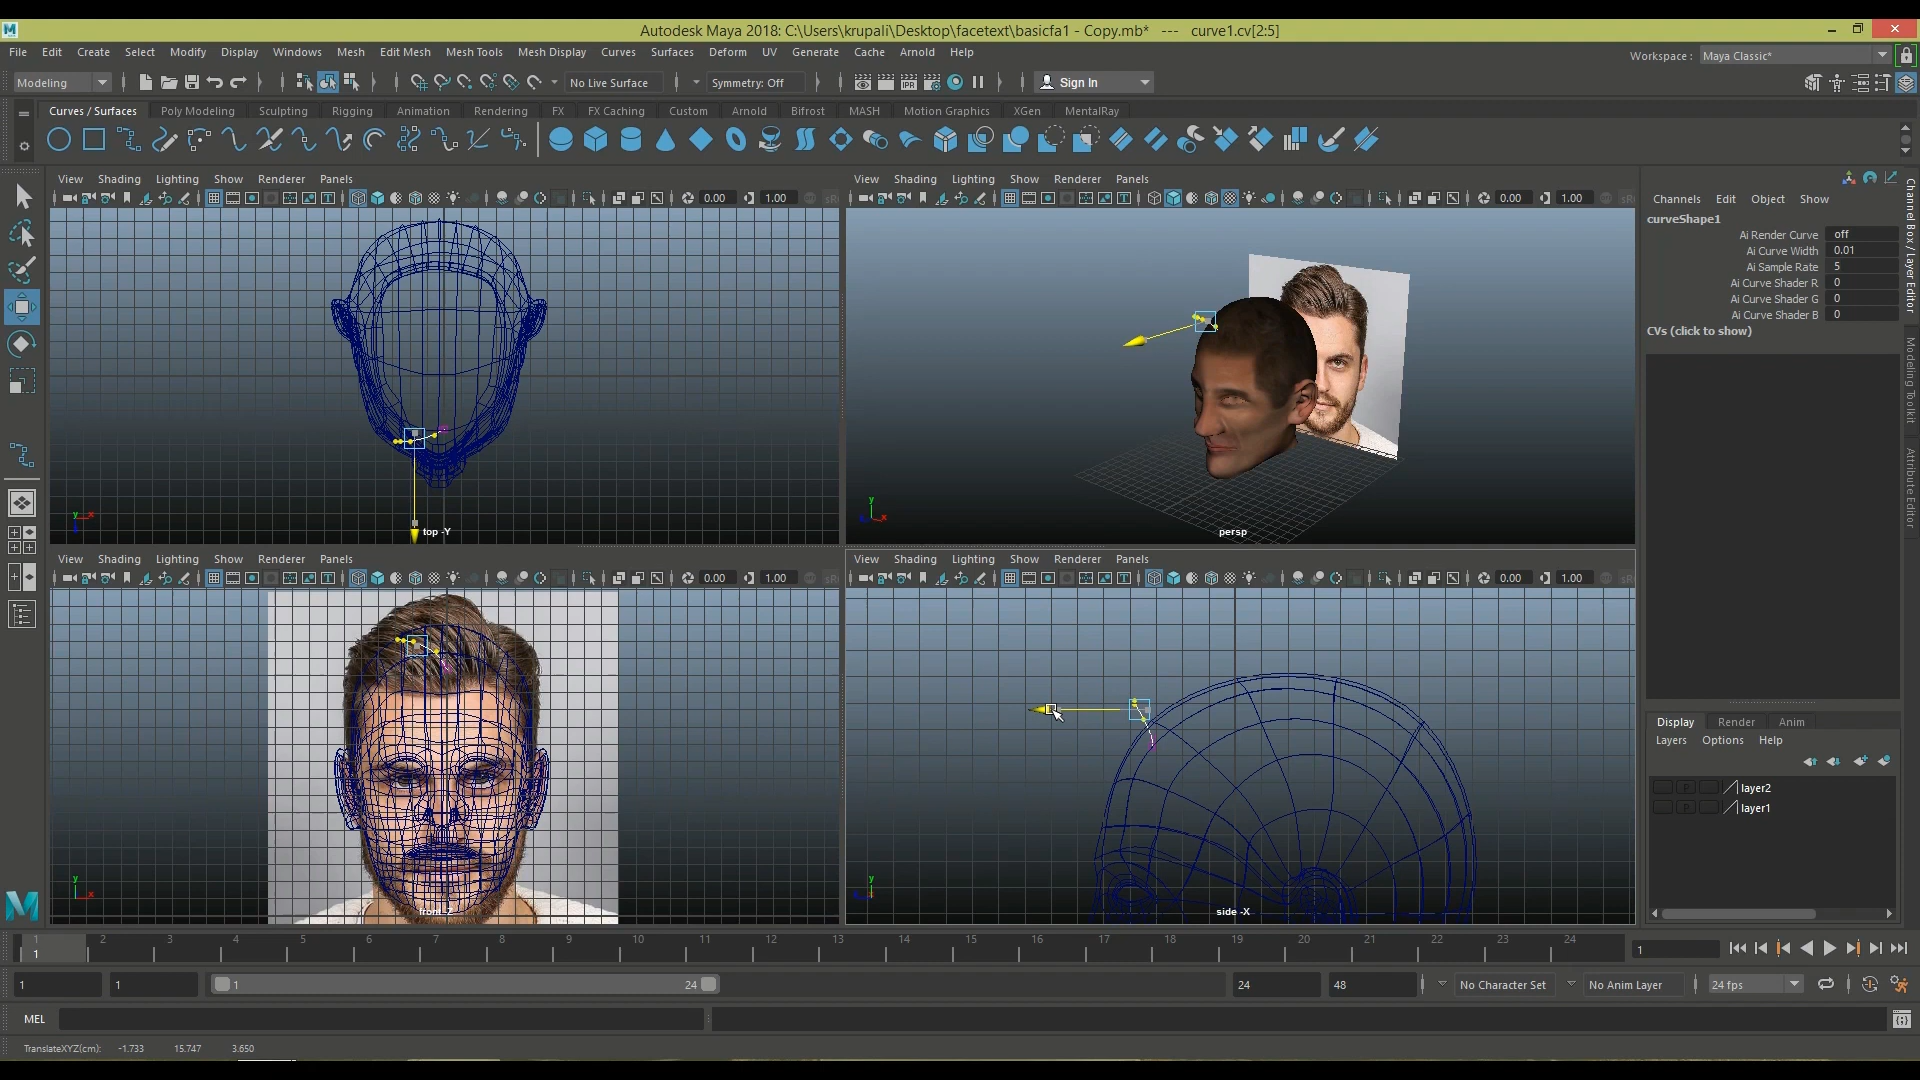 Autodesk Maya 2018: C:\Users\krupali\Desktop\facetext\basicfa1 - Copy.mb* --- curve1.cv[2:5]
File Edit Create Select Modify Display Windows Mesh Edit Mesh Mesh Tools Mesh Display Curves Surfaces Deform UV Generate Cache Arnold Help
Workspace : Maya Classic*
Modeling No Live Surface Symmetry: Off Sign In
Curves / Surfaces Poly Modeling Sculpting Rigging Animation Rendering FX FX Caching Custom Arnold Bifrost MASH Motion Graphics XGen MentalRay
View Shading Lighting Show Renderer Panels
0.00 1.00
top -Y
View Shading Lighting Show Renderer Panels
0.00 1.00
persp
View Shading Lighting Show Renderer Panels
0.00 1.00
front -Z
View Shading Lighting Show Renderer Panels
0.00 1.00
side -X
Channels Edit Object Show
curveShape1
Ai Render Curve off
Ai Curve Width 0.01
Ai Sample Rate 5
Ai Curve Shader R 0
Ai Curve Shader G 0
Ai Curve Shader B 0
CVs (click to show)
Channel Box / Layer Editor
Modeling Toolkit
Attribute Editor
Display Render Anim
Layers Options Help
P layer2
P layer1
1 2 3 4 5 6 7 8 9 10 11 12 13 14 15 16 17 18 19 20 21 22 23 24
1 1
1 1 1 24 24 48 No Character Set No Anim Layer 24 fps
MEL
TranslateXYZ(cm): -1.733 15.747 3.650